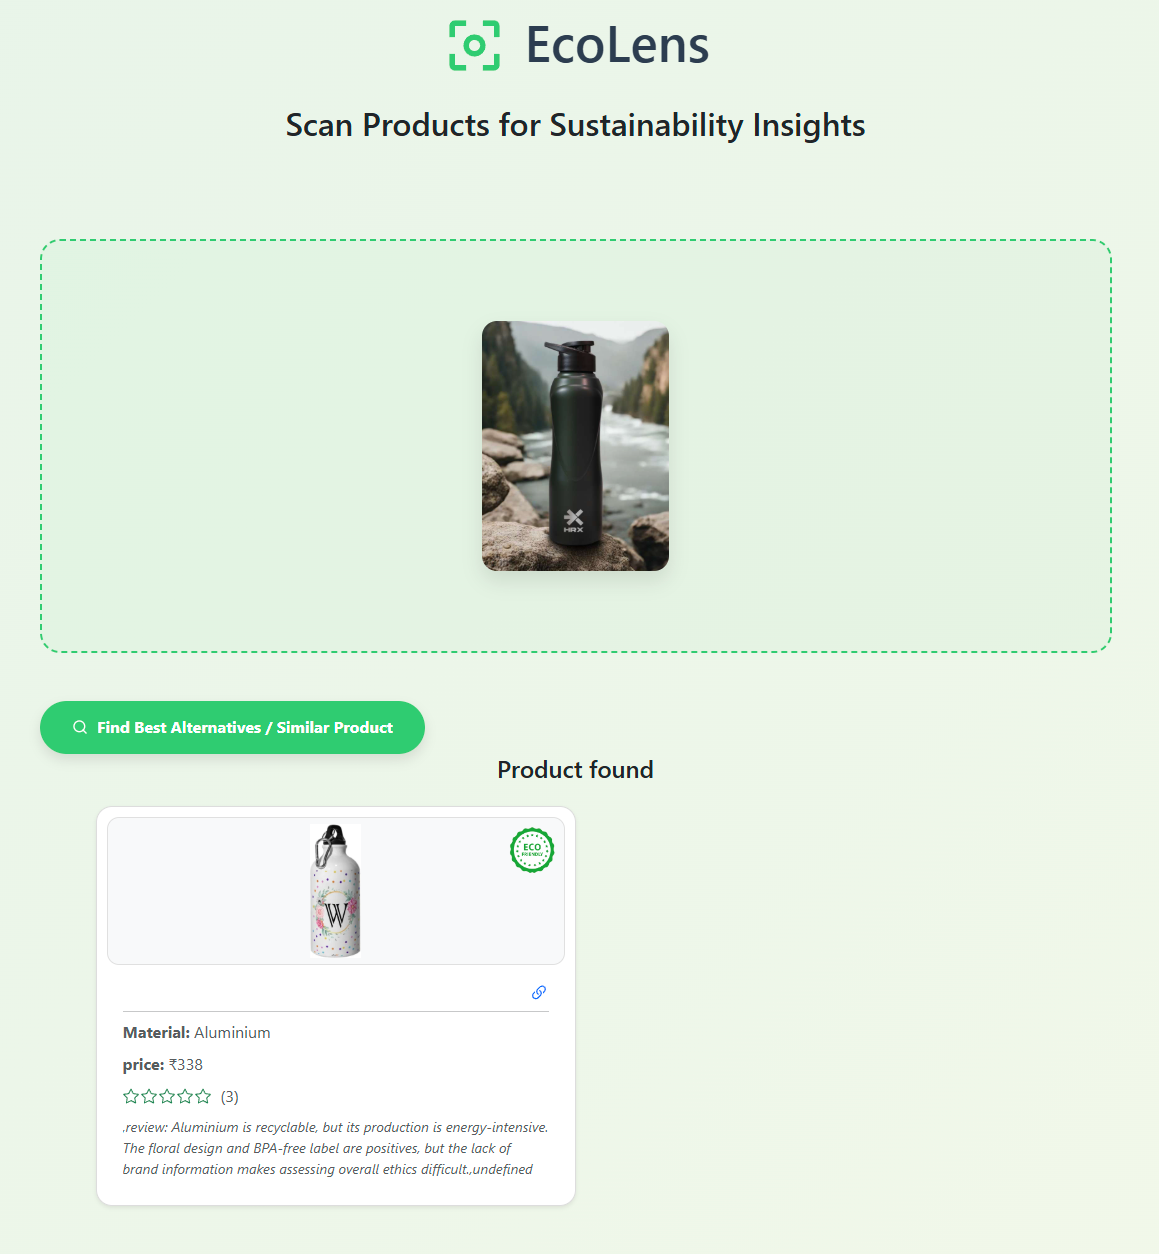 EcoLens
Scan Products for Sustainability Insights
HRX
Find Best Alternatives / Similar Product
Product found
ECO
FRIENDLY
W
Material: Aluminium
price: ₹338
(3)
,review: Aluminium is recyclable, but its production is energy-intensive.
The floral design and BPA-free label are positives, but the lack of
brand information makes assessing overall ethics difficult.,undefined